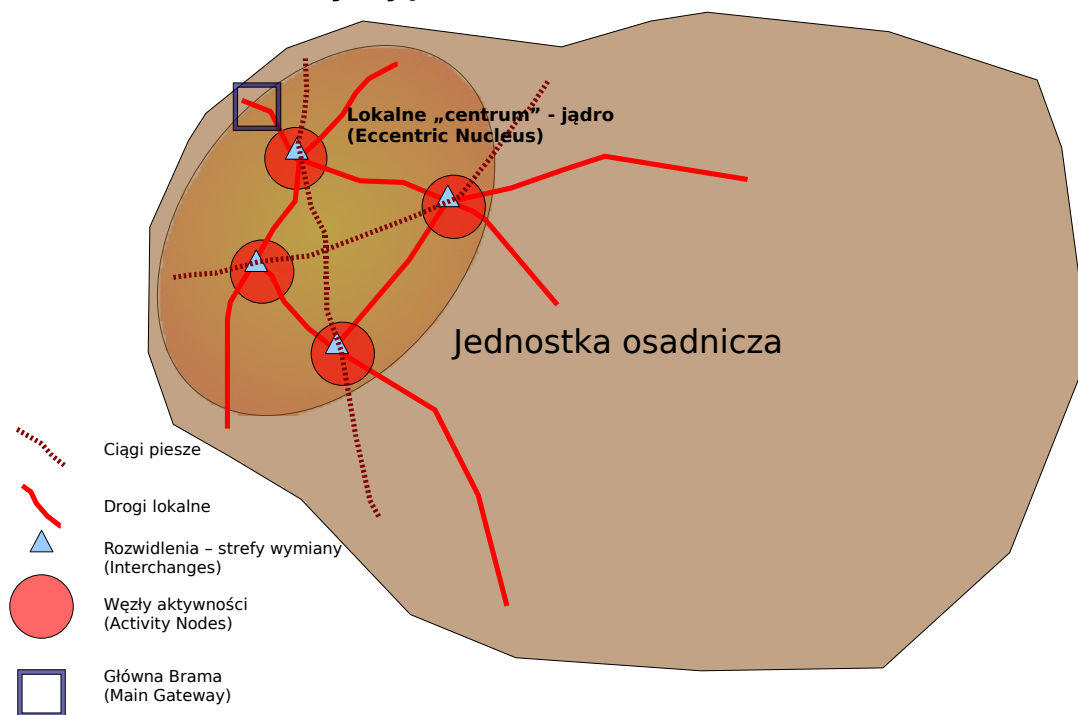 Lokalne „centrum” - jądro
(Eccentric Nucleus)
Jednostka osadnicza
Ciągi piesze
Drogi lokalne
Rozwidlenia – strefy wymiany
(Interchanges)
Węzły aktywności
(Activity Nodes)
Główna Brama
(Main Gateway)